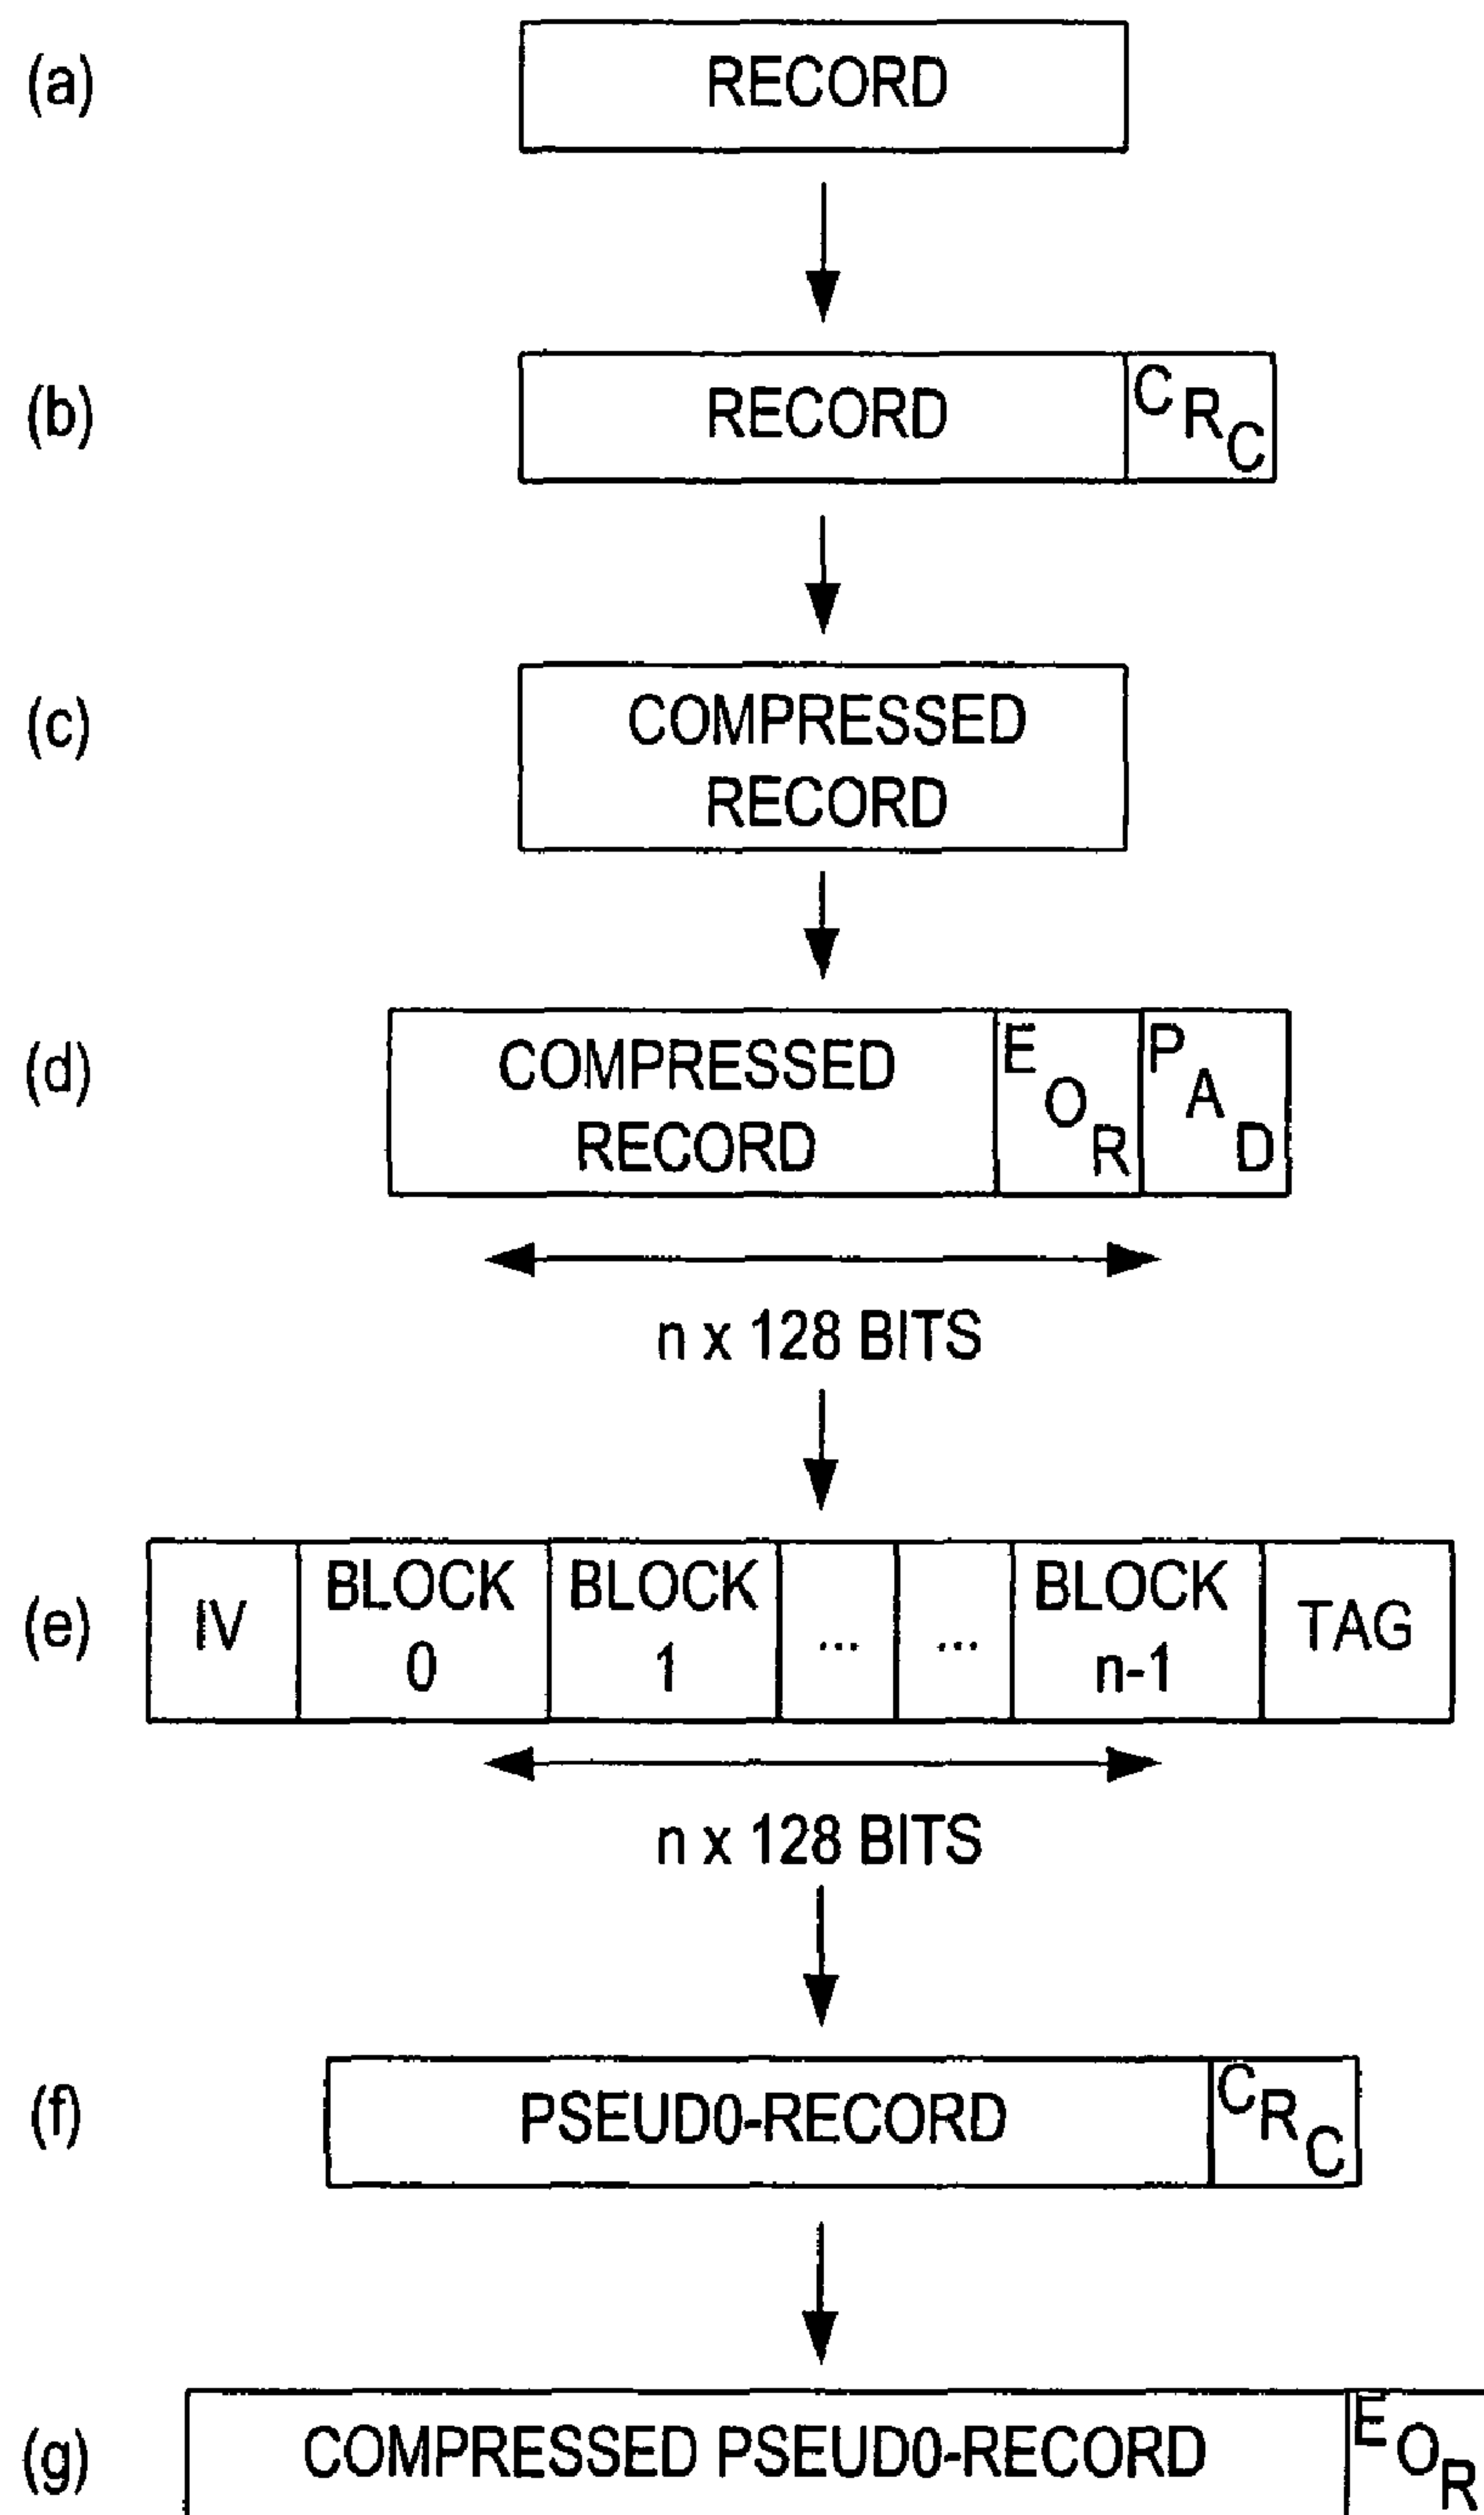 (a)
RECORD
(b)
RECORD
CRC
(c)
COMPRESSED
RECORD
(d)
COMPRESSED
RECORD
EOR
PAD
n x 128 BITS
(e)
IV
BLOCK
0
BLOCK
1
...
...
BLOCK
n-1
TAG
n x 128 BITS
(f)
PSEUD0-RECORD
CRC
(g)
COMPRESSED PSEUD0-RECORD
EOR